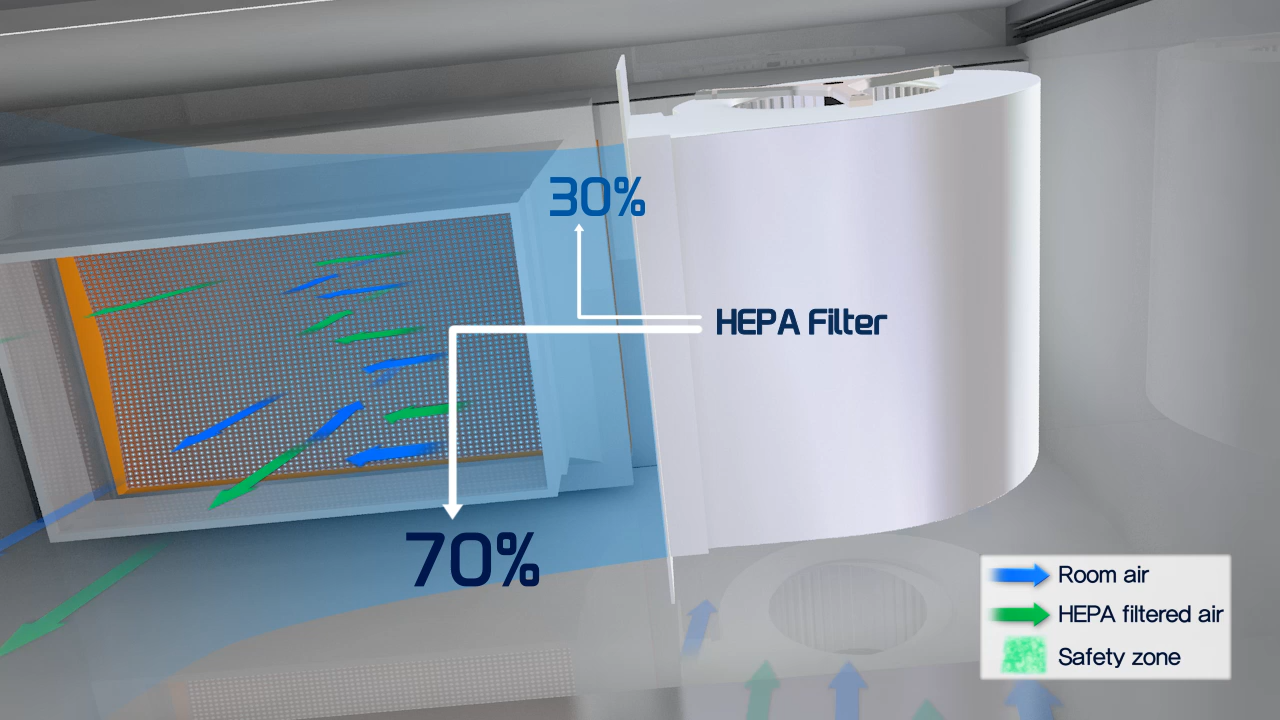 30%
HEPA Filter
70%
Room air
HEPA filtered air
Safety zone